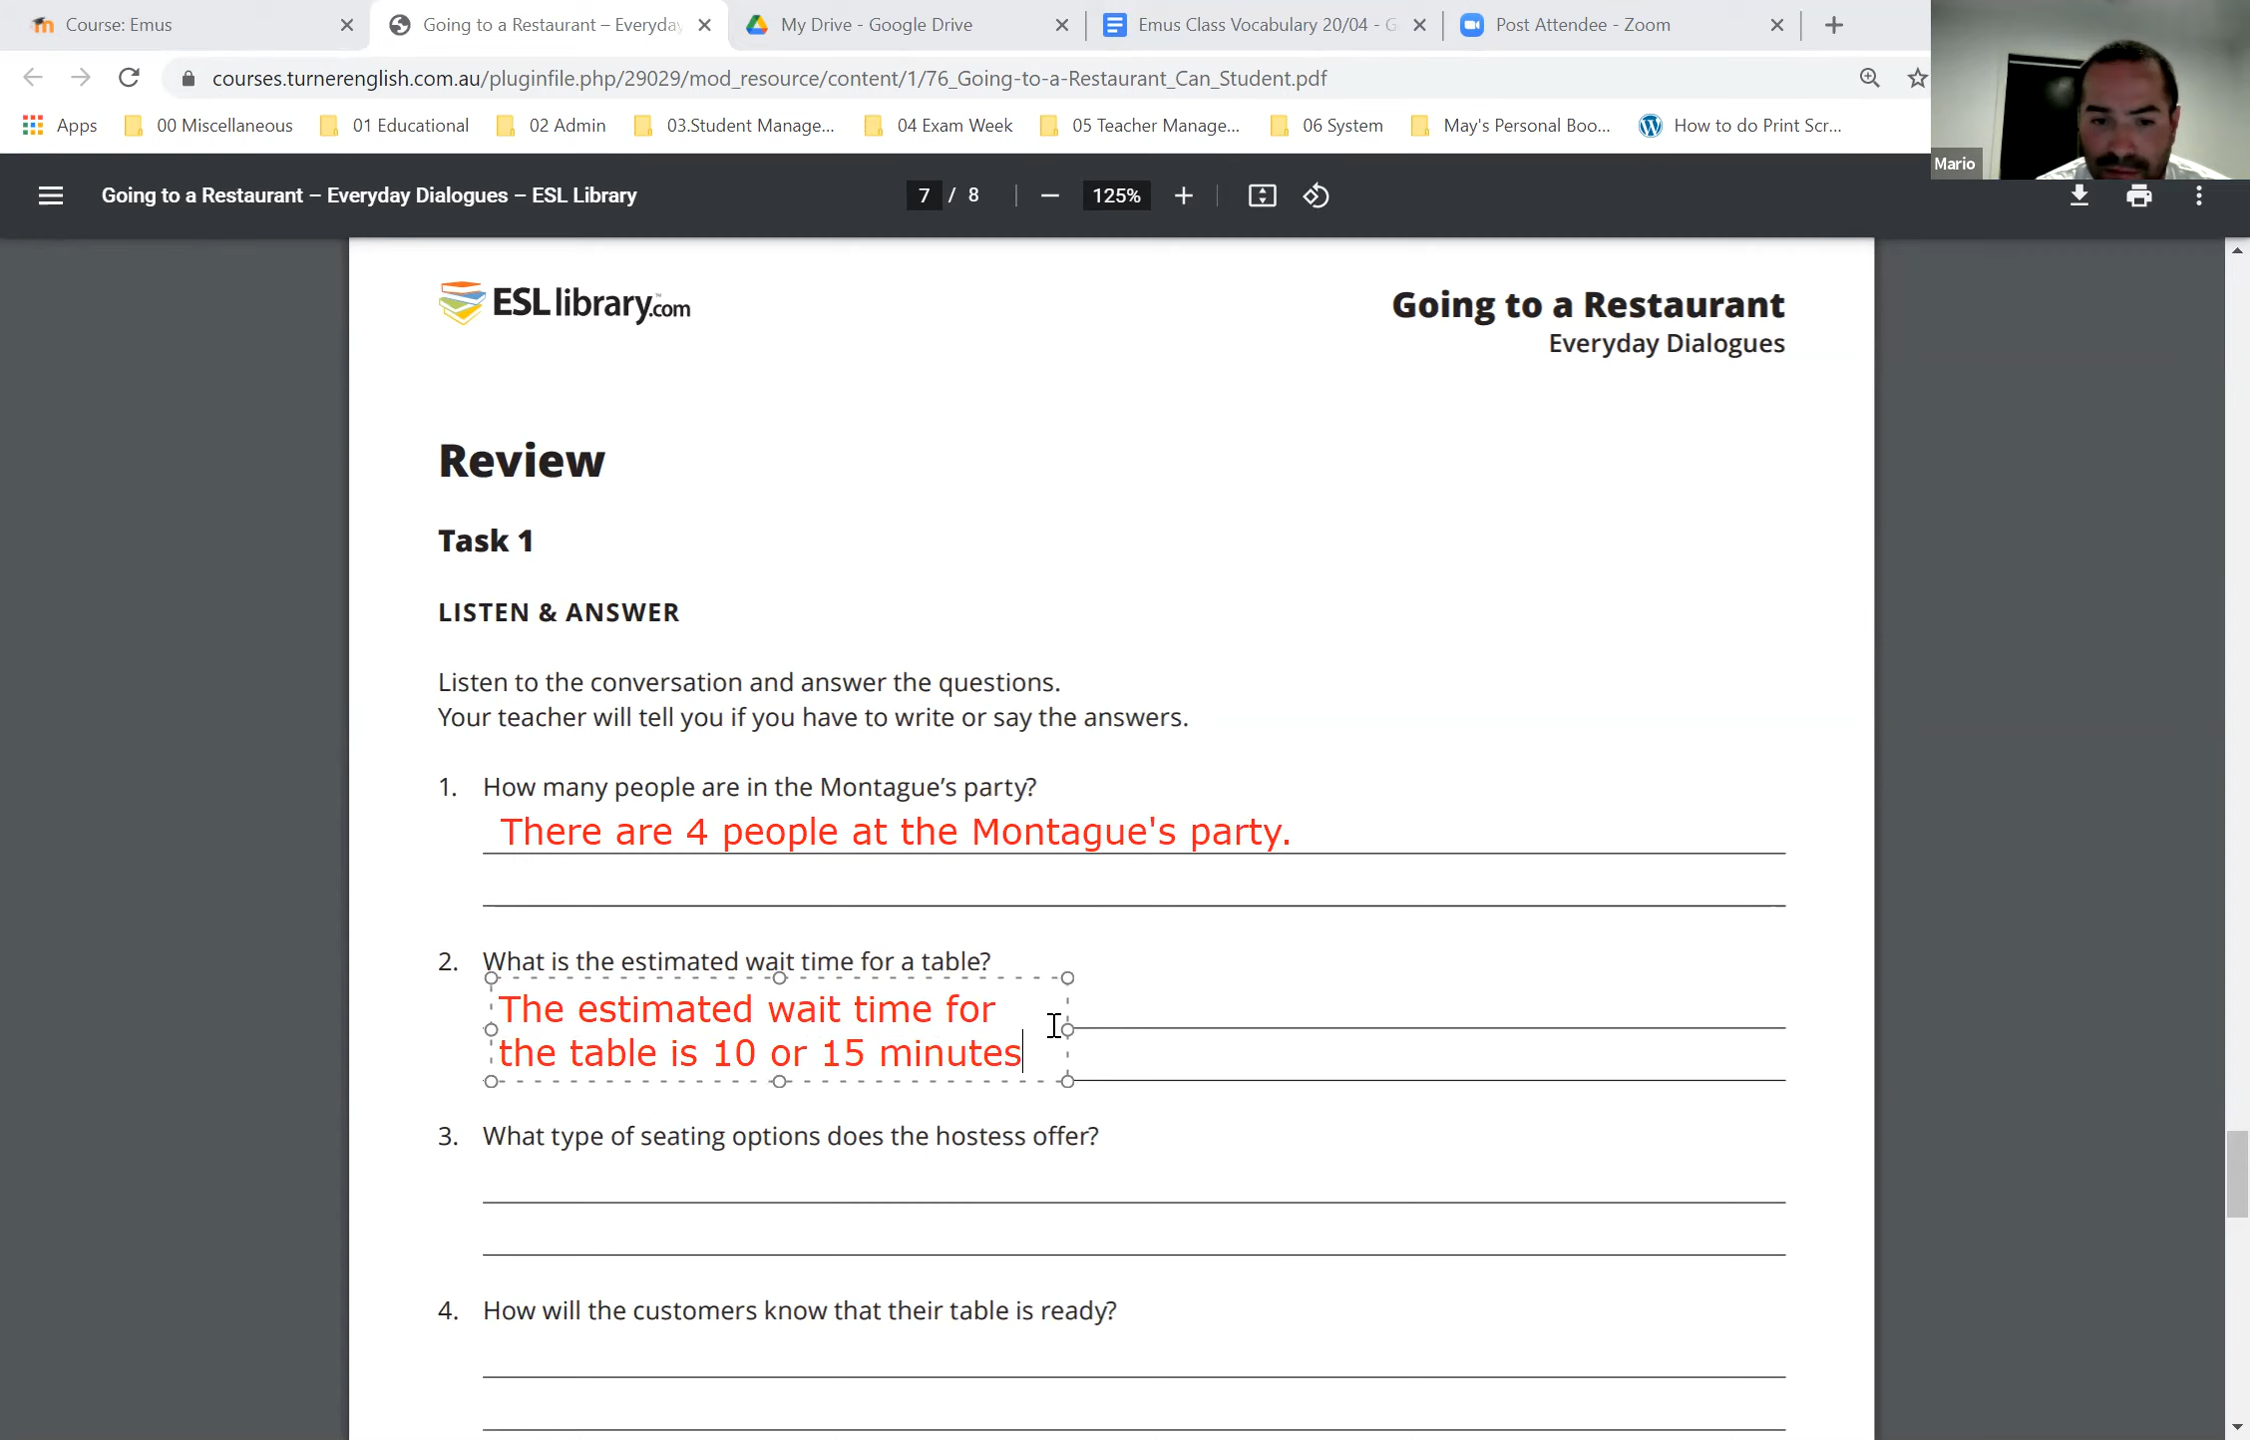 Course: Emus
Going to a Restaurant – Everyday
My Drive - Google Drive
Emus Class Vocabulary 20/04 - G
Post Attendee - Zoom
courses.turnerenglish.com.au/pluginfile.php/29029/mod_resource/content/1/76_Going-to-a-Restaurant_Can_Student.pdf
Apps
00 Miscellaneous
01 Educational
02 Admin
03.Student Manage...
04 Exam Week
05 Teacher Manage...
06 System
May's Personal Boo...
How to do Print Scr...
Mario
Going to a Restaurant – Everyday Dialogues – ESL Library
7 / 8
125%
ESLlibrary.com
Going to a Restaurant
Everyday Dialogues
Review
Task 1
LISTEN & ANSWER
Listen to the conversation and answer the questions.
Your teacher will tell you if you have to write or say the answers.
1. How many people are in the Montague’s party?
There are 4 people at the Montague's party.
2. What is the estimated wait time for a table?
The estimated wait time for
the table is 10 or 15 minutes
3. What type of seating options does the hostess offer?
4. How will the customers know that their table is ready?